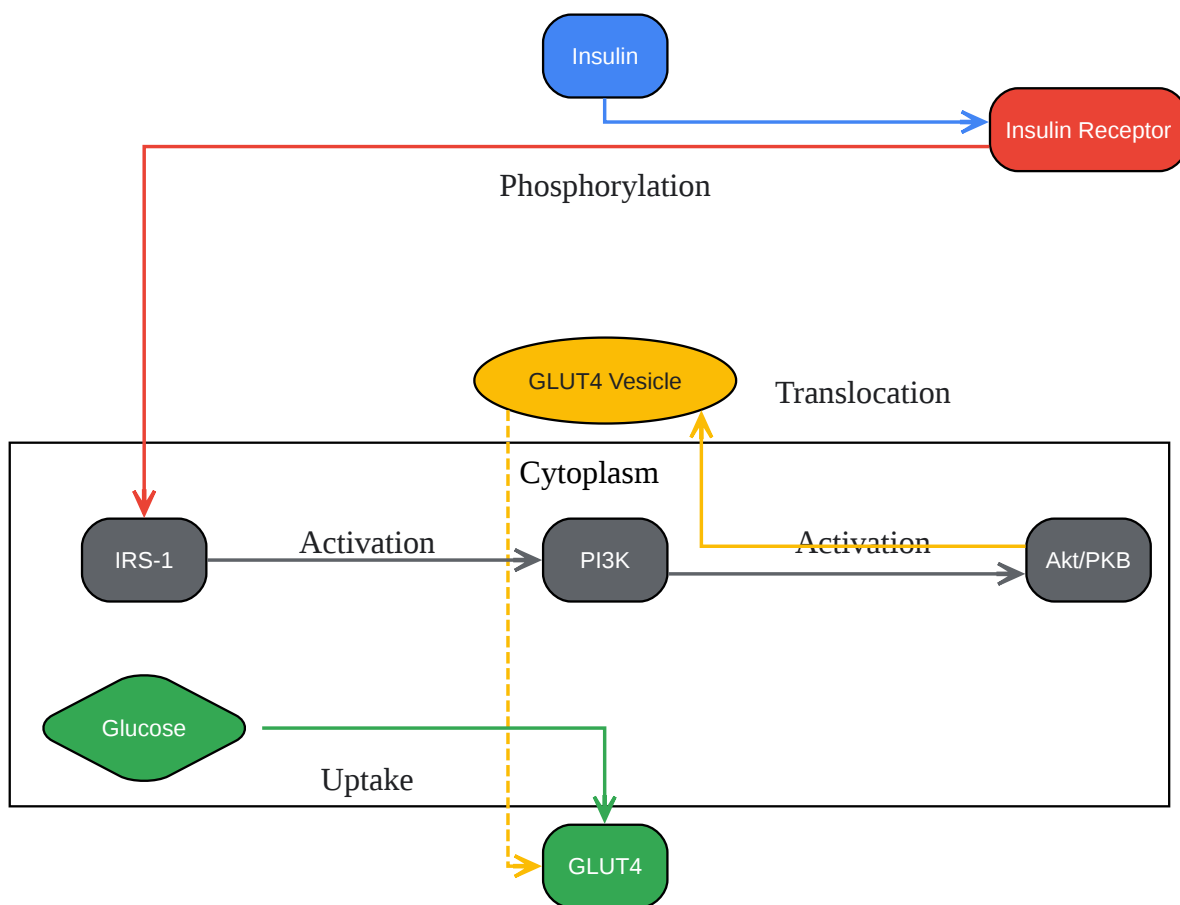 Insulin
Insulin Receptor
Phosphorylation
GLUT4 Vesicle
Translocation
Cytoplasm
Activation
Activation
IRS-1
PI3K
Akt/PKB
Glucose
Uptake
GLUT4